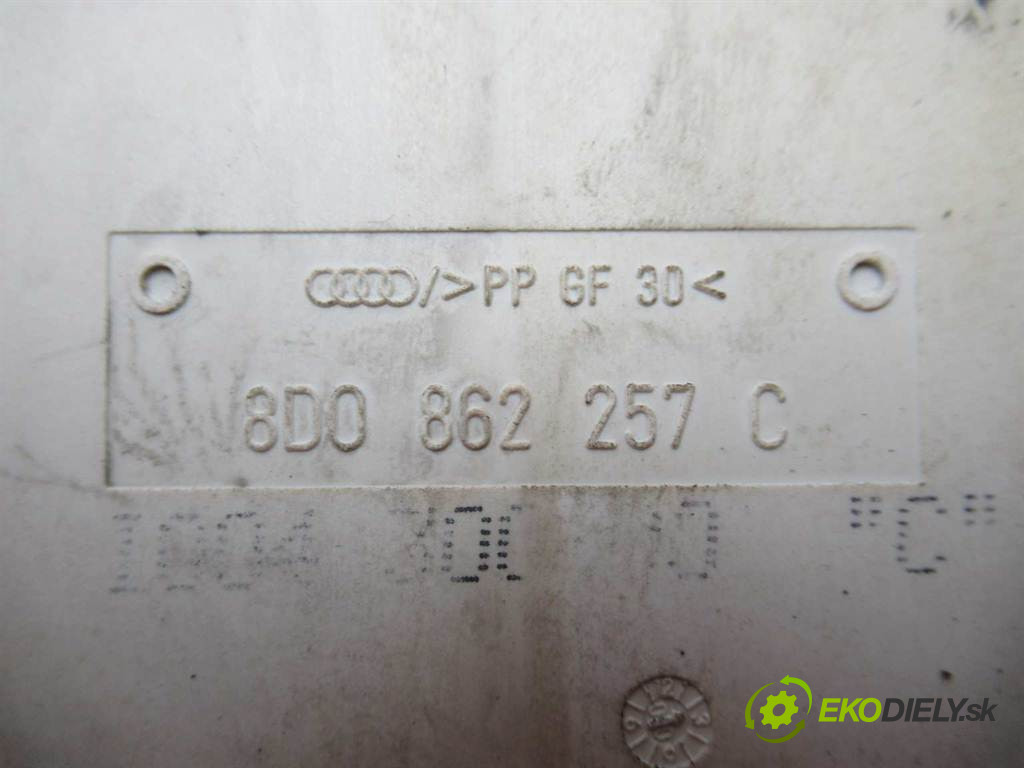 />PP GF 30<
8D0 862 257 C
"C"
EKODIELY.sk